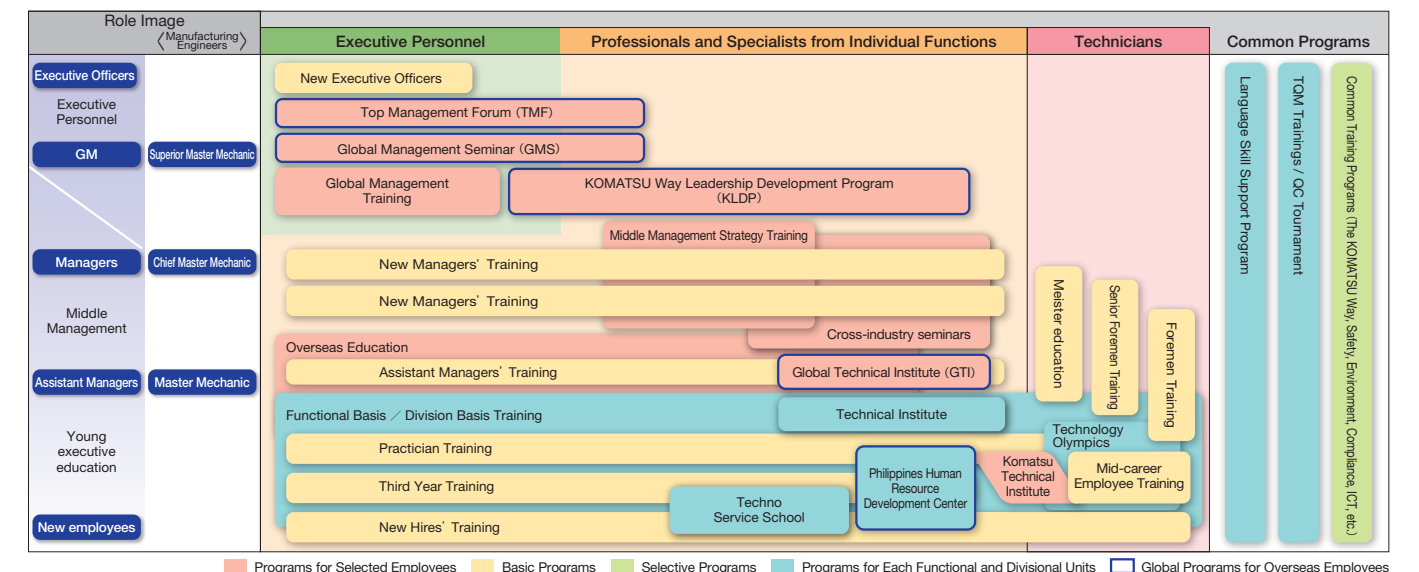 Role Image
〈Manufacturing Engineers〉
Executive Personnel
Professionals and Specialists from Individual Functions
Technicians
Common Programs
Executive Officers
Executive
Personnel
GM
Superior Master Mechanic
Managers
Chief Master Mechanic
Middle
Management
Assistant Managers
Master Mechanic
Young
executive
education
New employees
New Executive Officers
Top Management Forum (TMF)
Global Management Seminar (GMS)
Global Management
Training
KOMATSU Way Leadership Development Program
(KLDP)
Middle Management Strategy Training
New Managers' Training
New Managers' Training
Cross-industry seminars
Overseas Education
Assistant Managers' Training
Global Technical Institute (GTI)
Functional Basis / Division Basis Training
Technical Institute
Practician Training
Third Year Training
Techno
Service School
Philippines Human
Resource
Development Center
New Hires' Training
Komatsu
Technical
Institute
Technology
Olympics
Mid-career
Employee Training
Meister education
Senior Foremen Training
Foremen Training
Language Skill Support Program
TQM Trainings / QC Tournament
Common Training Programs (The KOMATSU Way, Safety, Environment, Compliance, ICT, etc.)
Programs for Selected Employees
Basic Programs
Selective Programs
Programs for Each Functional and Divisional Units
Global Programs for Overseas Employees